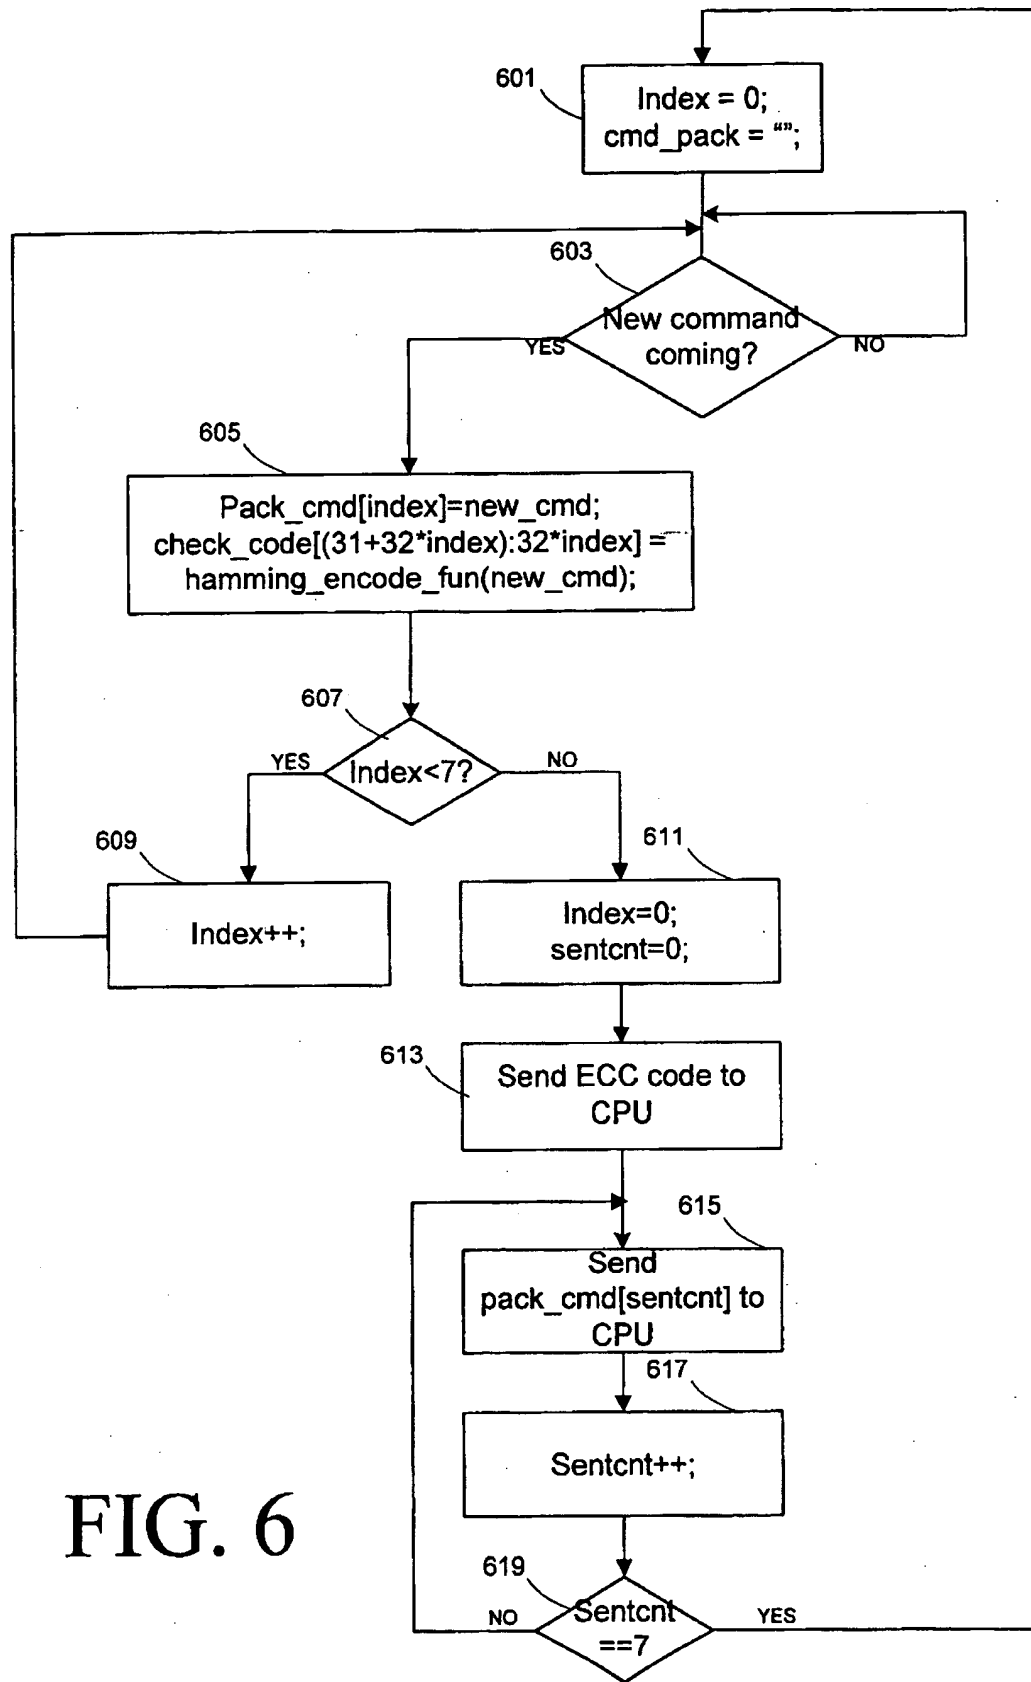 601
Index = 0;
cmd_pack = “”;
603
New command
coming?
YES
NO
605
Pack_cmd[index]=new_cmd;
check_code[(31+32*index):32*index] =
hamming_encode_fun(new_cmd);
607
Index<7?
YES
NO
609
Index++;
611
Index=0;
sentcnt=0;
613
Send ECC code to
CPU
615
Send
pack_cmd[sentcnt] to
CPU
617
Sentcnt++;
619
Sentcnt
==7
NO
YES
FIG. 6